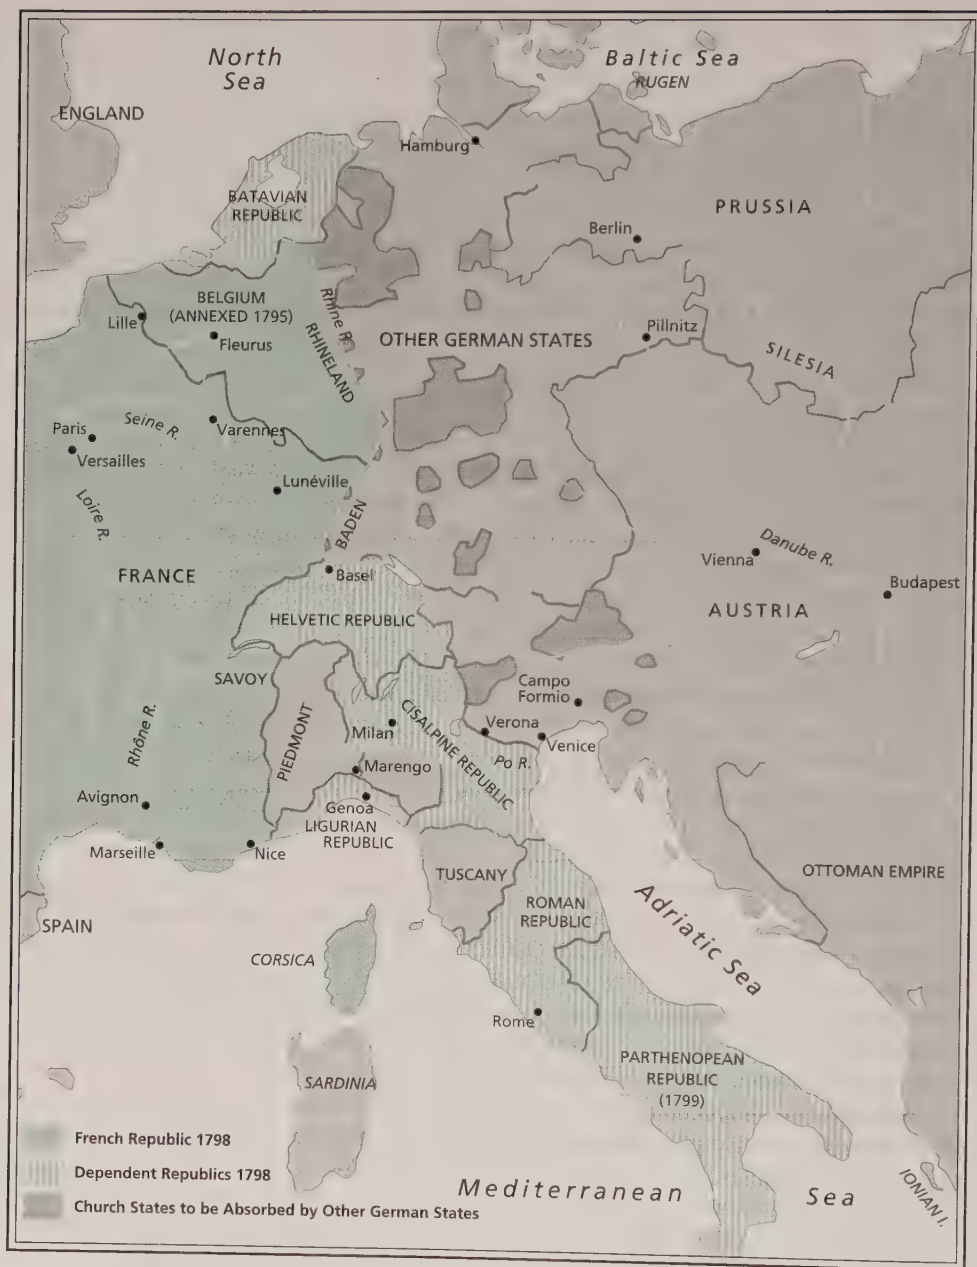 North
Sea
Baltic Sea
RUGEN
ENGLAND
Hamburg
BATAVIAN
REPUBLIC
PRUSSIA
Berlin
BELGIUM
(ANNEXED 1795)
Rhine R.
Lille
Fleurus
RHINELAND
OTHER GERMAN STATES
Pillnitz
SILESIA
Paris
Seine R.
Varennes
Versailles
Lunéville
Loire R.
BADEN
Vienna
Danube R.
FRANCE
Basel
Budapest
AUSTRIA
HELVETIC REPUBLIC
SAVOY
Campo
Formio
PIEDMONT
CISALPINE REPUBLIC
Rhône R.
Milan
Verona
Venice
Po R.
Marengo
Avignon
Genoa
LIGURIAN
REPUBLIC
Marseille
Nice
TUSCANY
OTTOMAN EMPIRE
ROMAN
REPUBLIC
Adriatic Sea
SPAIN
CORSICA
Rome
PARTHENOPEAN
REPUBLIC
(1799)
SARDINIA
French Republic 1798
Dependent Republics 1798
Church States to be Absorbed by Other German States
Mediterranean Sea
IONIAN I.